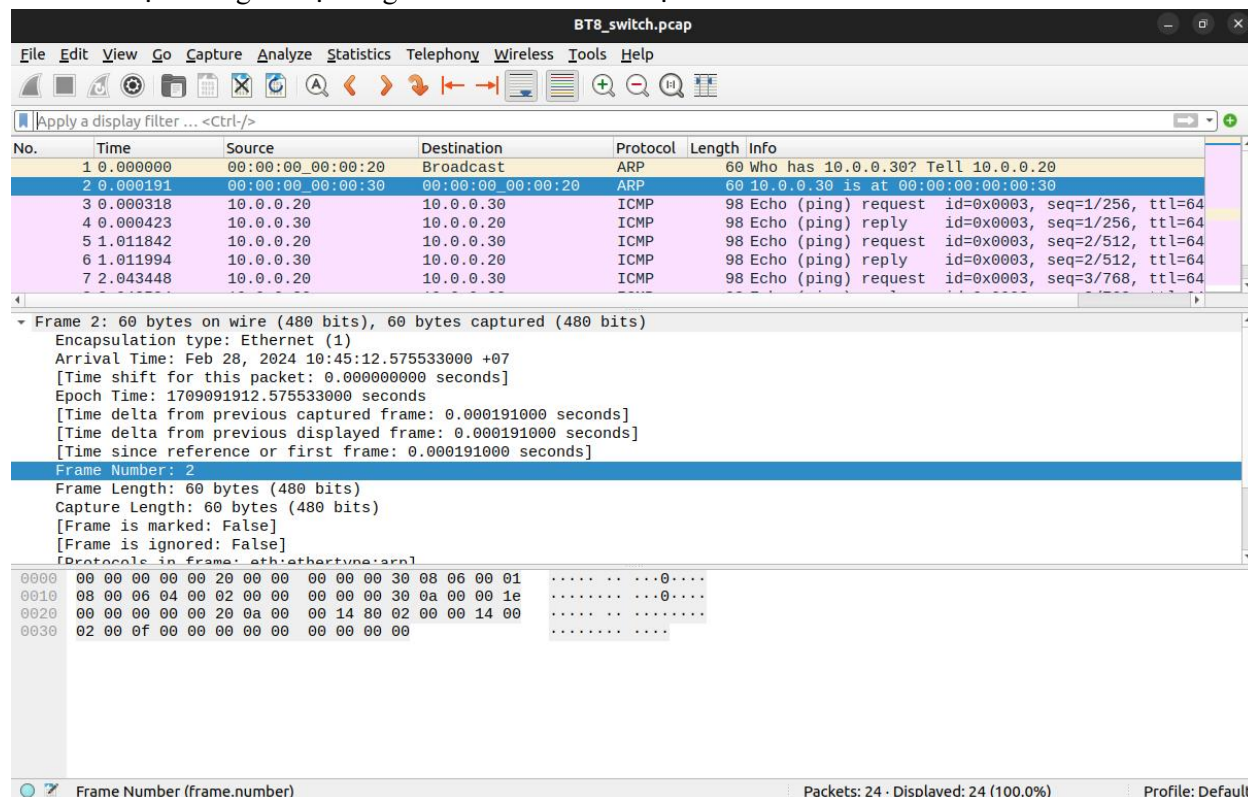 BT8_switch.pcap
File Edit View Go Capture Analyze Statistics Telephony Wireless Tools Help
Apply a display filter ... <Ctrl-/>
No. Time Source Destination Protocol Length Info
1 0.000000 00:00:00_00:00:20 Broadcast ARP 60 Who has 10.0.0.30? Tell 10.0.0.20
2 0.000191 00:00:00_00:00:30 00:00:00_00:00:20 ARP 60 10.0.0.30 is at 00:00:00:00:00:30
3 0.000318 10.0.0.20 10.0.0.30 ICMP 98 Echo (ping) request id=0x0003, seq=1/256, ttl=64
4 0.000423 10.0.0.30 10.0.0.20 ICMP 98 Echo (ping) reply id=0x0003, seq=1/256, ttl=64
5 1.011842 10.0.0.20 10.0.0.30 ICMP 98 Echo (ping) request id=0x0003, seq=2/512, ttl=64
6 1.011994 10.0.0.30 10.0.0.20 ICMP 98 Echo (ping) reply id=0x0003, seq=2/512, ttl=64
7 2.043448 10.0.0.20 10.0.0.30 ICMP 98 Echo (ping) request id=0x0003, seq=3/768, ttl=64
Frame 2: 60 bytes on wire (480 bits), 60 bytes captured (480 bits)
Encapsulation type: Ethernet (1)
Arrival Time: Feb 28, 2024 10:45:12.575533000 +07
[Time shift for this packet: 0.000000000 seconds]
Epoch Time: 1709091912.575533000 seconds
[Time delta from previous captured frame: 0.000191000 seconds]
[Time delta from previous displayed frame: 0.000191000 seconds]
[Time since reference or first frame: 0.000191000 seconds]
Frame Number: 2
Frame Length: 60 bytes (480 bits)
Capture Length: 60 bytes (480 bits)
[Frame is marked: False]
[Frame is ignored: False]
[Protocols in frame: eth:ethertype:arp]
0000 00 00 00 00 00 20 00 00 00 00 00 30 08 06 00 01 ..... .. ...0....
0010 08 00 06 04 00 02 00 00 00 00 00 30 0a 00 00 1e ........ ...0....
0020 00 00 00 00 00 20 0a 00 00 14 80 02 00 00 14 00 ..... .. ........
0030 02 00 0f 00 00 00 00 00 00 00 00 00 ........ ....
Frame Number (frame.number) Packets: 24 · Displayed: 24 (100.0%) Profile: Default